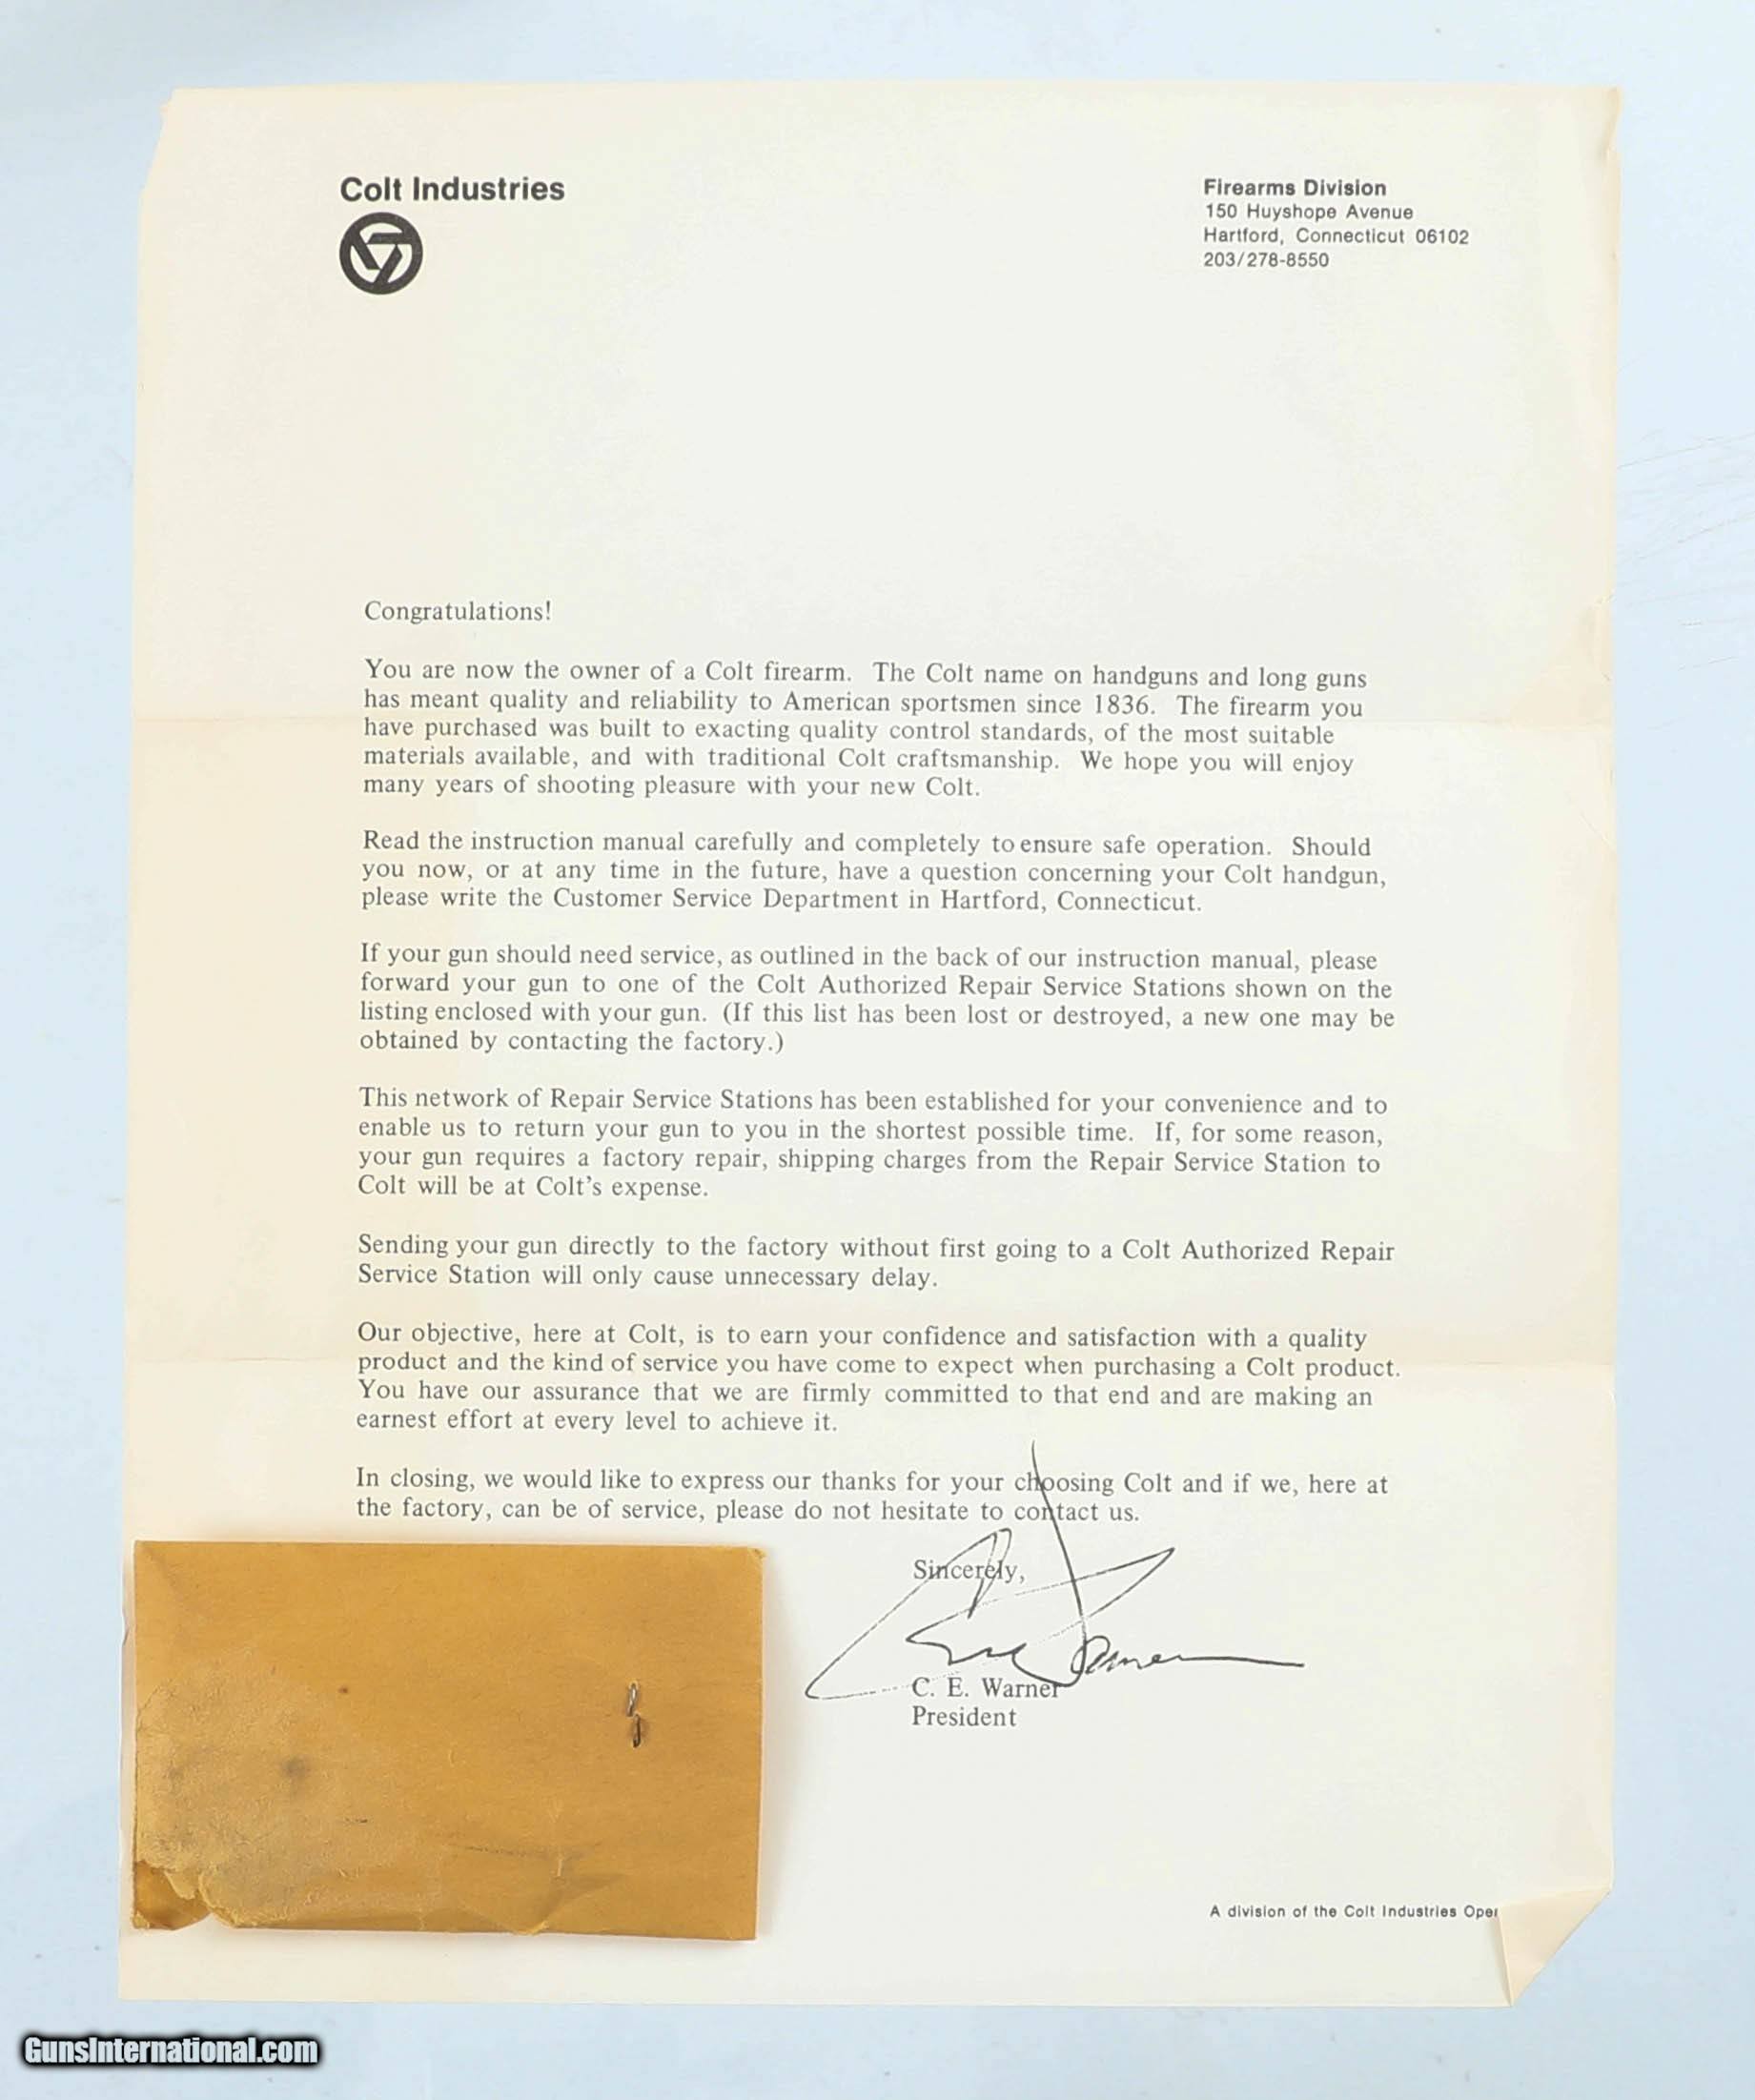 Colt Industries
Firearms Division
150 Huyshope Avenue
Hartford, Connecticut 06102
203/278-8550
Congratulations!
You are now the owner of a Colt firearm. The Colt name on handguns and long guns
has meant quality and reliability to American sportsmen since 1836. The firearm you
have purchased was built to exacting quality control standards, of the most suitable
materials available, and with traditional Colt craftsmanship. We hope you will enjoy
many years of shooting pleasure with your new Colt.
Read the instruction manual carefully and completely to ensure safe operation. Should
you now, or at any time in the future, have a question concerning your Colt handgun,
please write the Customer Service Department in Hartford, Connecticut.
If your gun should need service, as outlined in the back of our instruction manual, please
forward your gun to one of the Colt Authorized Repair Service Stations shown on the
listing enclosed with your gun. (If this list has been lost or destroyed, a new one may be
obtained by contacting the factory.)
This network of Repair Service Stations has been established for your convenience and to
enable us to return your gun to you in the shortest possible time. If, for some reason,
your gun requires a factory repair, shipping charges from the Repair Service Station to
Colt will be at Colt's expense.
Sending your gun directly to the factory without first going to a Colt Authorized Repair
Service Station will only cause unnecessary delay.
Our objective, here at Colt, is to earn your confidence and satisfaction with a quality
product and the kind of service you have come to expect when purchasing a Colt product.
You have our assurance that we are firmly committed to that end and are making an
earnest effort at every level to achieve it.
In closing, we would like to express our thanks for your choosing Colt and if we, here at
the factory, can be of service, please do not hesitate to contact us.
Sincerely,
C. E. Warner
President
A division of the Colt Industries
GunsInternational.com